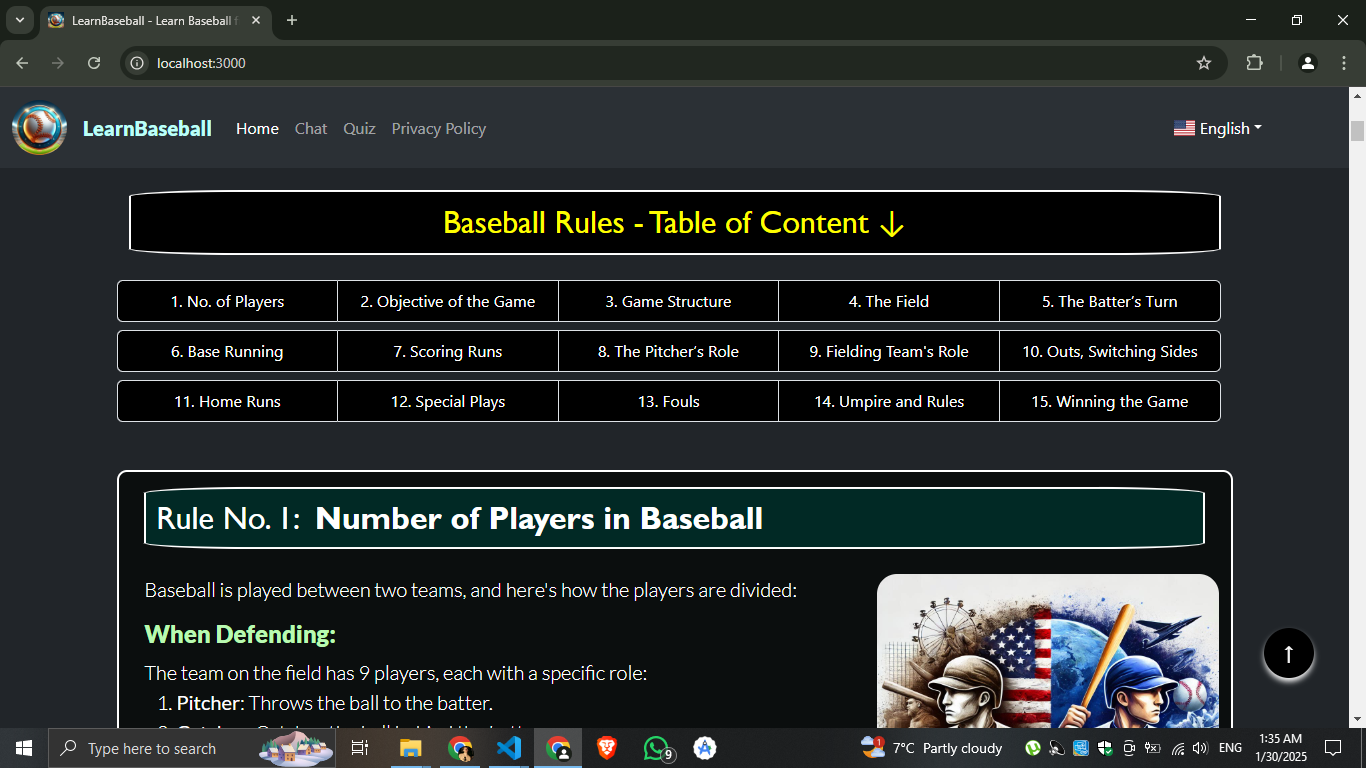 LearnBaseball - Learn Baseball f
localhost:3000
LearnBaseball Home Chat Quiz Privacy Policy English
Baseball Rules - Table of Content ↓
1. No. of Players 2. Objective of the Game 3. Game Structure 4. The Field 5. The Batter’s Turn
6. Base Running 7. Scoring Runs 8. The Pitcher’s Role 9. Fielding Team's Role 10. Outs, Switching Sides
11. Home Runs 12. Special Plays 13. Fouls 14. Umpire and Rules 15. Winning the Game
Rule No. 1: Number of Players in Baseball
Baseball is played between two teams, and here's how the players are divided:
When Defending:
The team on the field has 9 players, each with a specific role:
1. Pitcher: Throws the ball to the batter.
↑
Type here to search 9 1 7°C Partly cloudy ENG 1:35 AM
1/30/2025